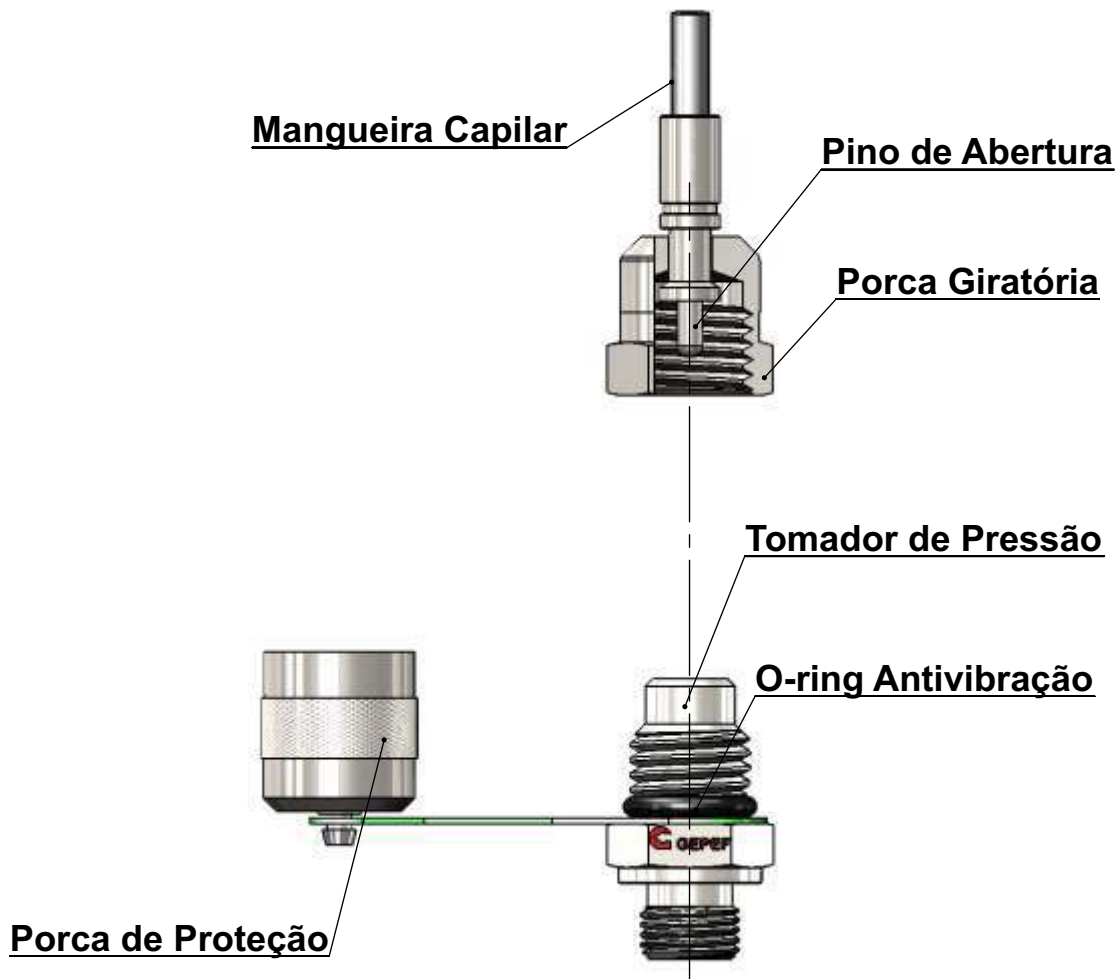 Mangueira Capilar
Pino de Abertura
Porca Giratória
Tomador de Pressão
O-ring Antivibração
GEPEF
Porca de Proteção